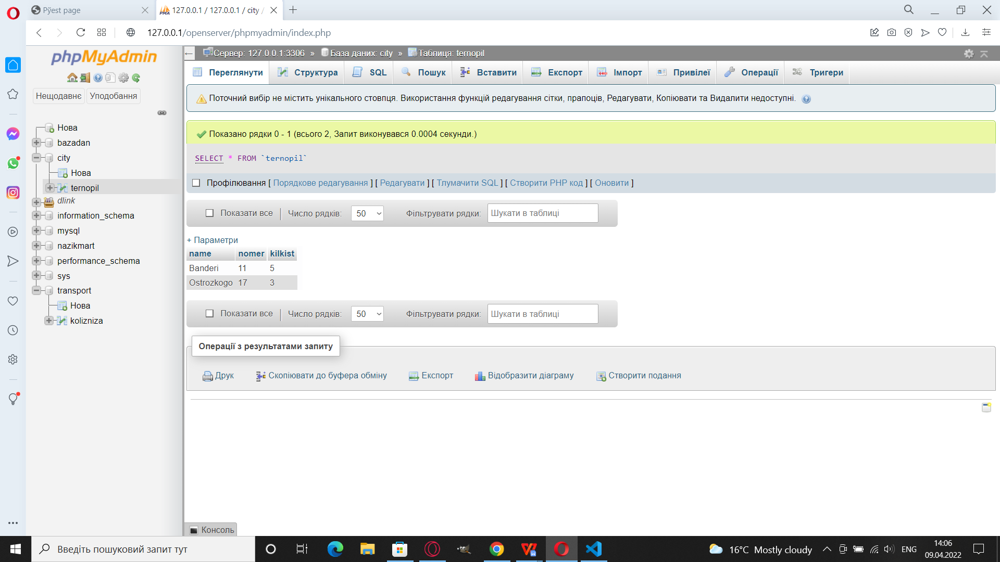 Pўest page
127.0.0.1 / 127.0.0.1 / city /
127.0.0.1/openserver/phpmyadmin/index.php
phpMyAdmin
Нещодавнє
Уподобання
Нова
bazadan
city
Нова
ternopil
dlink
information_schema
mysql
nazikmart
performance_schema
sys
transport
Нова
kolizniza
Сервер: 127.0.0.1:3306 » База даних: city » Таблиця: ternopil
Переглянути
Структура
SQL
Пошук
Вставити
Експорт
Імпорт
Привілеї
Операції
Тригери
Поточний вибір не містить унікального стовпця. Використання функцій редагування сітки, прапоців, Редагувати, Копіювати та Видалити недоступні.
Показано рядки 0 - 1 (всього 2, Запит виконувався 0.0004 секунди.)
SELECT * FROM `ternopil`
Профілювання [ Порядкове редагування ] [ Редагувати ] [ Тлумачити SQL ] [ Створити PHP код ] [ Оновити ]
Показати все | Число рядків: 50 Фільтрувати рядки: Шукати в таблиці
+ Параметри
name nomer kilkist
Banderi 11 5
Ostrozkogo 17 3
Показати все | Число рядків: 50 Фільтрувати рядки: Шукати в таблиці
Операції з результатами запиту
Друк
Скопіювати до буфера обміну
Експорт
Відобразити діаграму
Створити подання
Консоль
Введіть пошуковий запит тут
16°C Mostly cloudy
ENG
14:06
09.04.2022